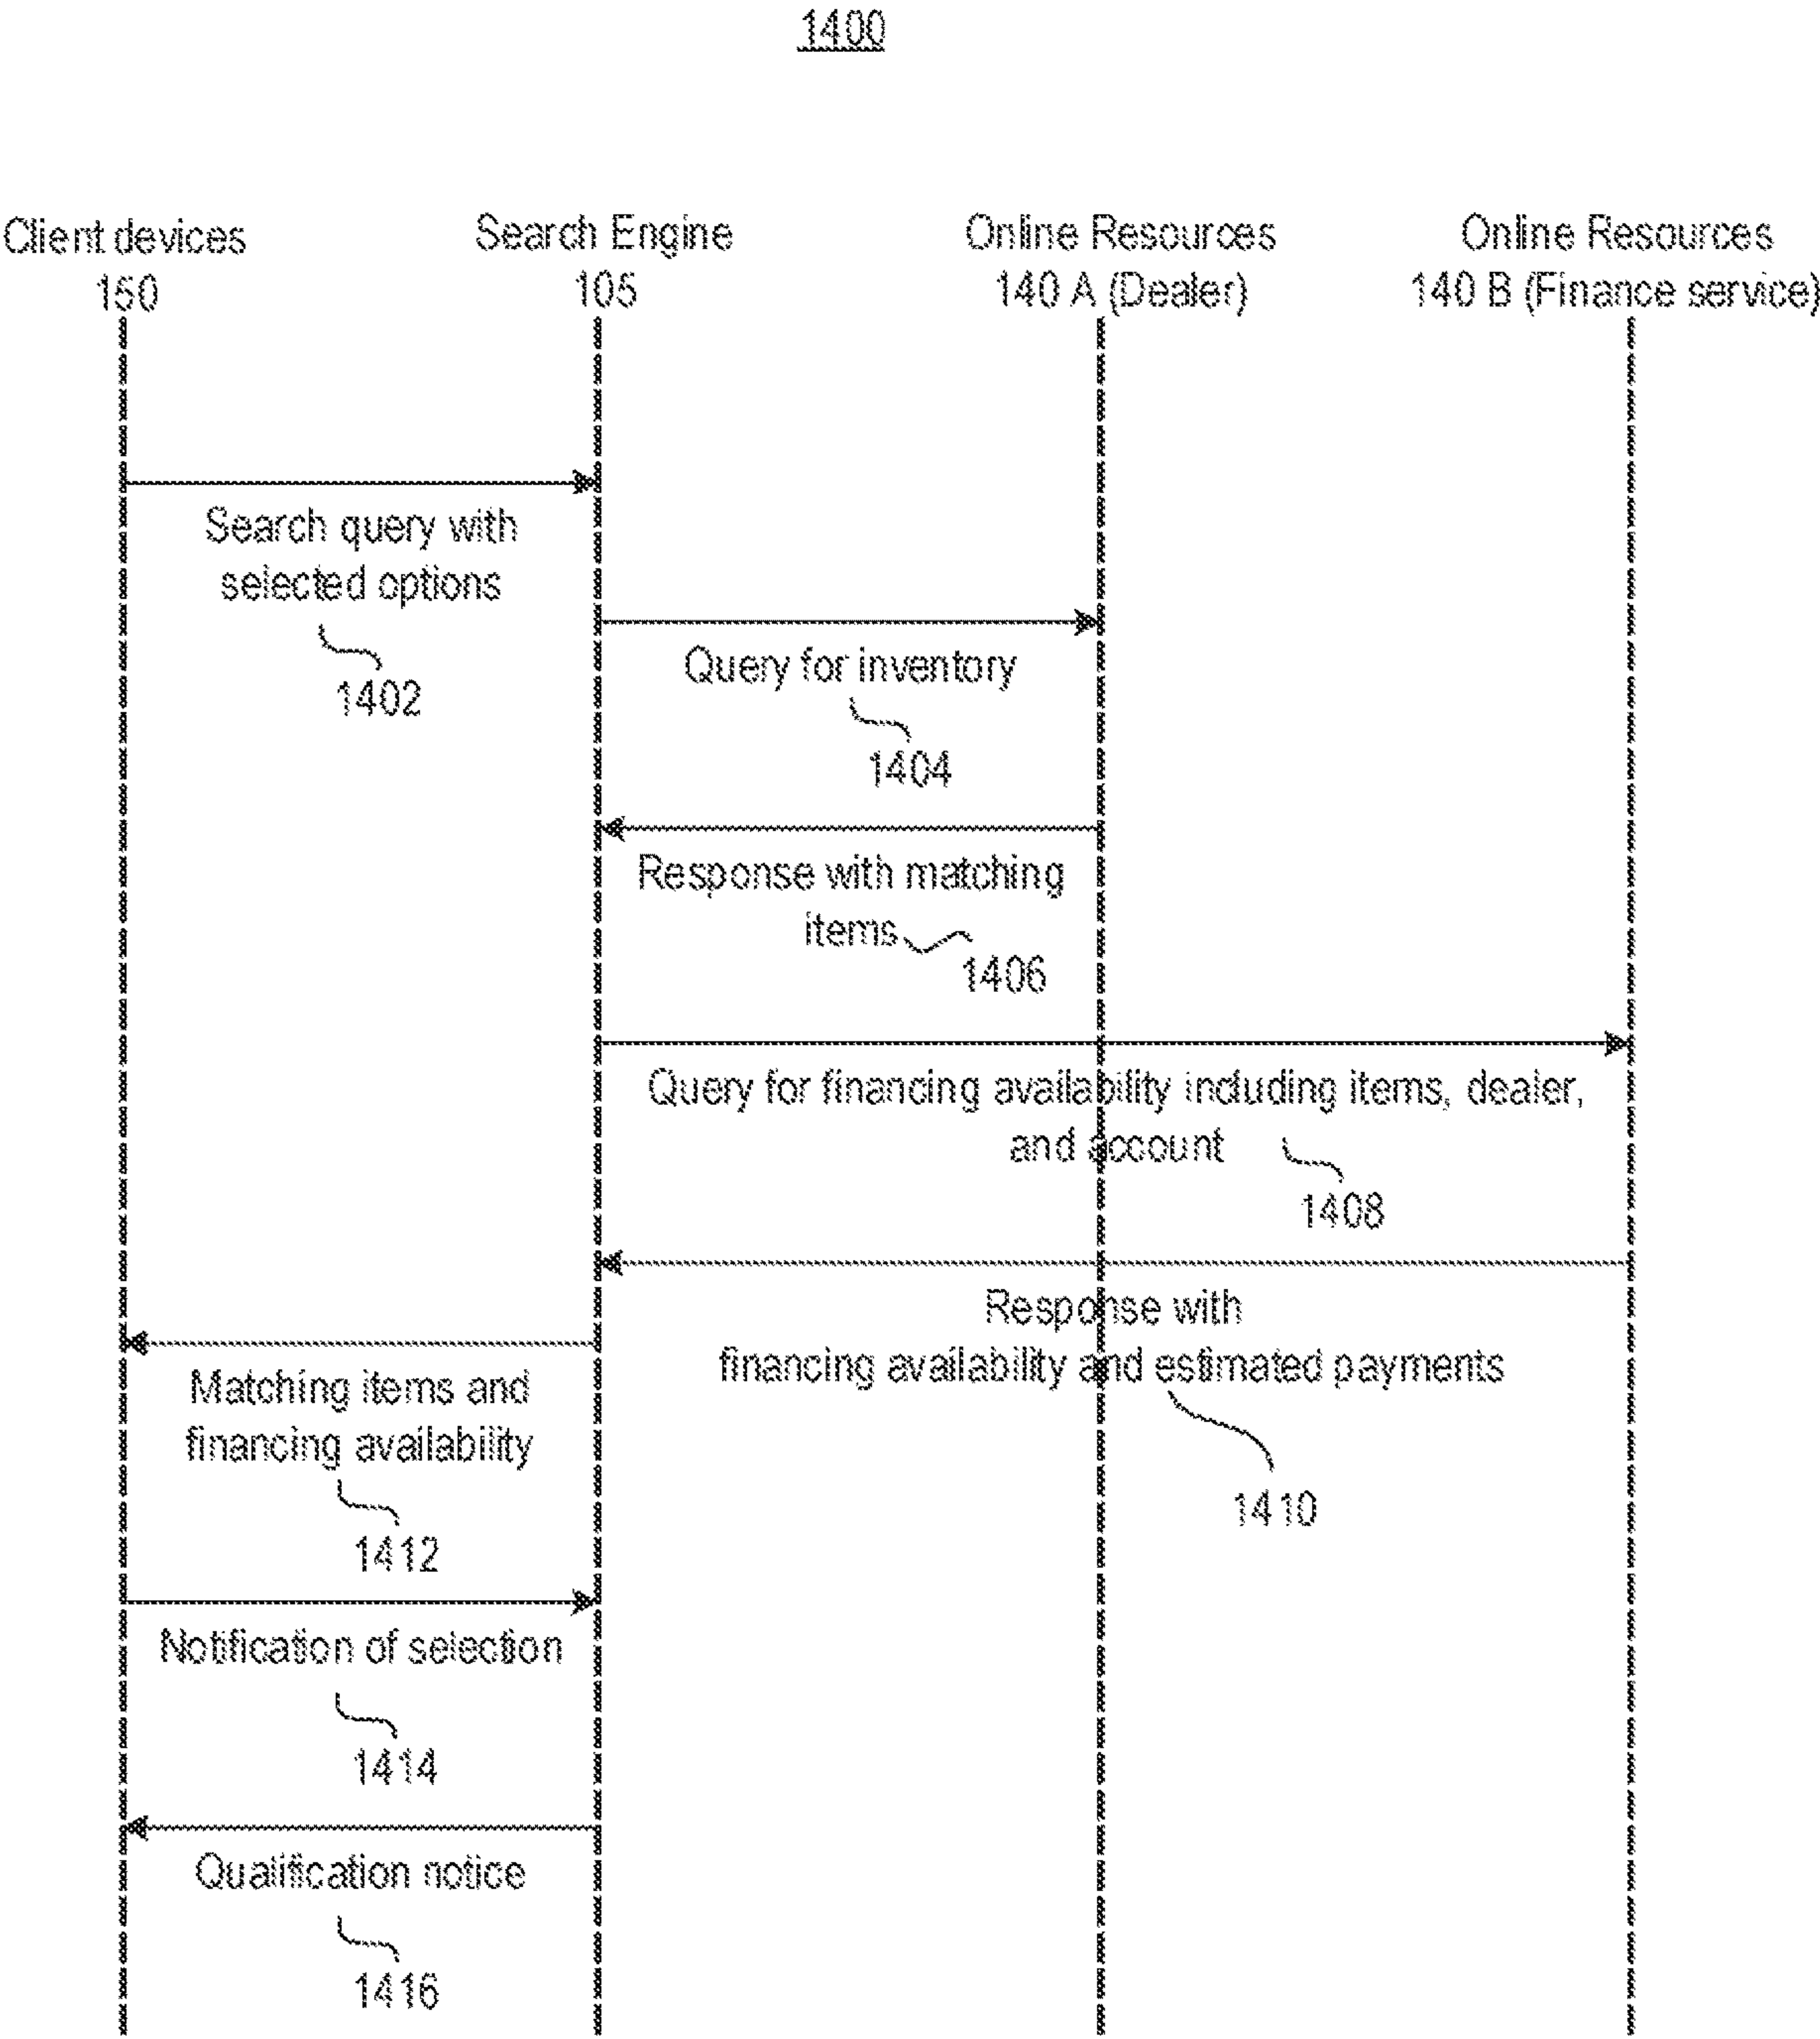 1400
Client devices
150
Search Engine
105
Online Resources
140 A (Dealer)
Online Resources
140 B (Finance service)
Search query with
selected options
1402
Query for inventory
1404
Response with matching
items
1406
Query for financing availability including items, dealer,
and account
1408
Response with
financing availability and estimated payments
1410
Matching items and
financing availability
1412
Notification of selection
1414
Qualification notice
1416